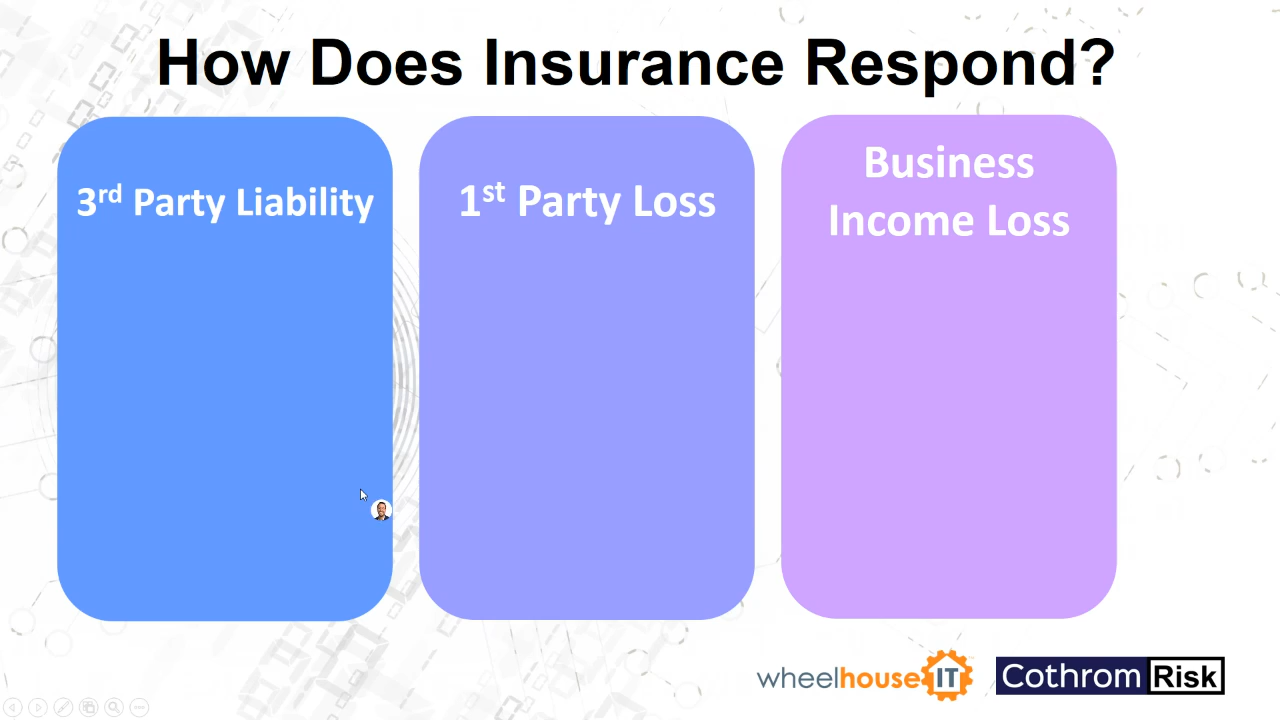 How Does Insurance Respond?
3rd Party Liability
1st Party Loss
Business
Income Loss
wheelhouseIT
Cothrom Risk